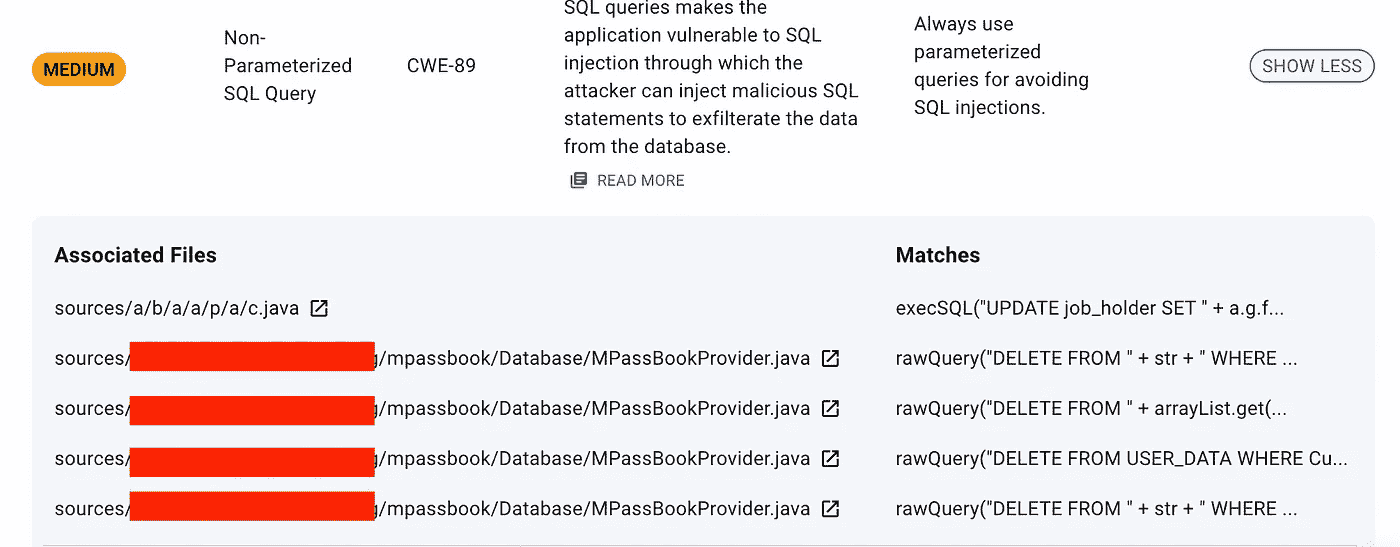 SQL queries makes the
application vulnerable to SQL
injection through which the
attacker can inject malicious SQL
statements to exfilterate the data
from the database.
READ MORE
MEDIUM
Non-
Parameterized
SQL Query
CWE-89
Always use
parameterized
queries for avoiding
SQL injections.
SHOW LESS
Associated Files Matches
sources/a/b/a/a/p/a/c.java execSQL("UPDATE job_holder SET " + a.g.f...
sources/ /mpassbook/Database/MPassBookProvider.java rawQuery("DELETE FROM " + str + " WHERE ...
sources/ /mpassbook/Database/MPassBookProvider.java rawQuery("DELETE FROM " + arrayList.get(...
sources/ /mpassbook/Database/MPassBookProvider.java rawQuery("DELETE FROM USER_DATA WHERE Cu...
sources/ /mpassbook/Database/MPassBookProvider.java rawQuery("DELETE FROM " + str + " WHERE ...